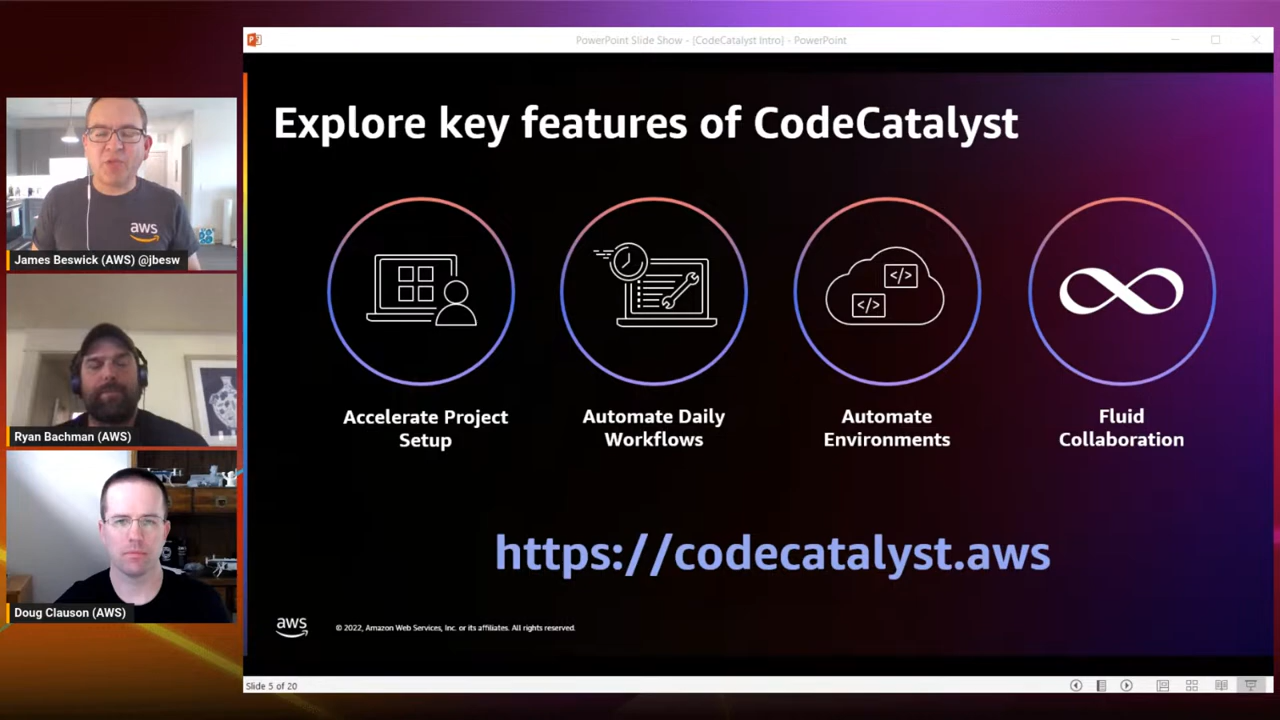 PowerPoint Slide Show - [CodeCatalyst Intro] - PowerPoint
Explore key features of CodeCatalyst
</>
</>
Accelerate Project
Setup
Automate Daily
Workflows
Automate
Environments
Fluid
Collaboration
https://codecatalyst.aws
aws
© 2022, Amazon Web Services, Inc. or its affiliates. All rights reserved.
Slide 5 of 20
aws
James Beswick (AWS) @jbesw
Ryan Bachman (AWS)
Doug Clauson (AWS)